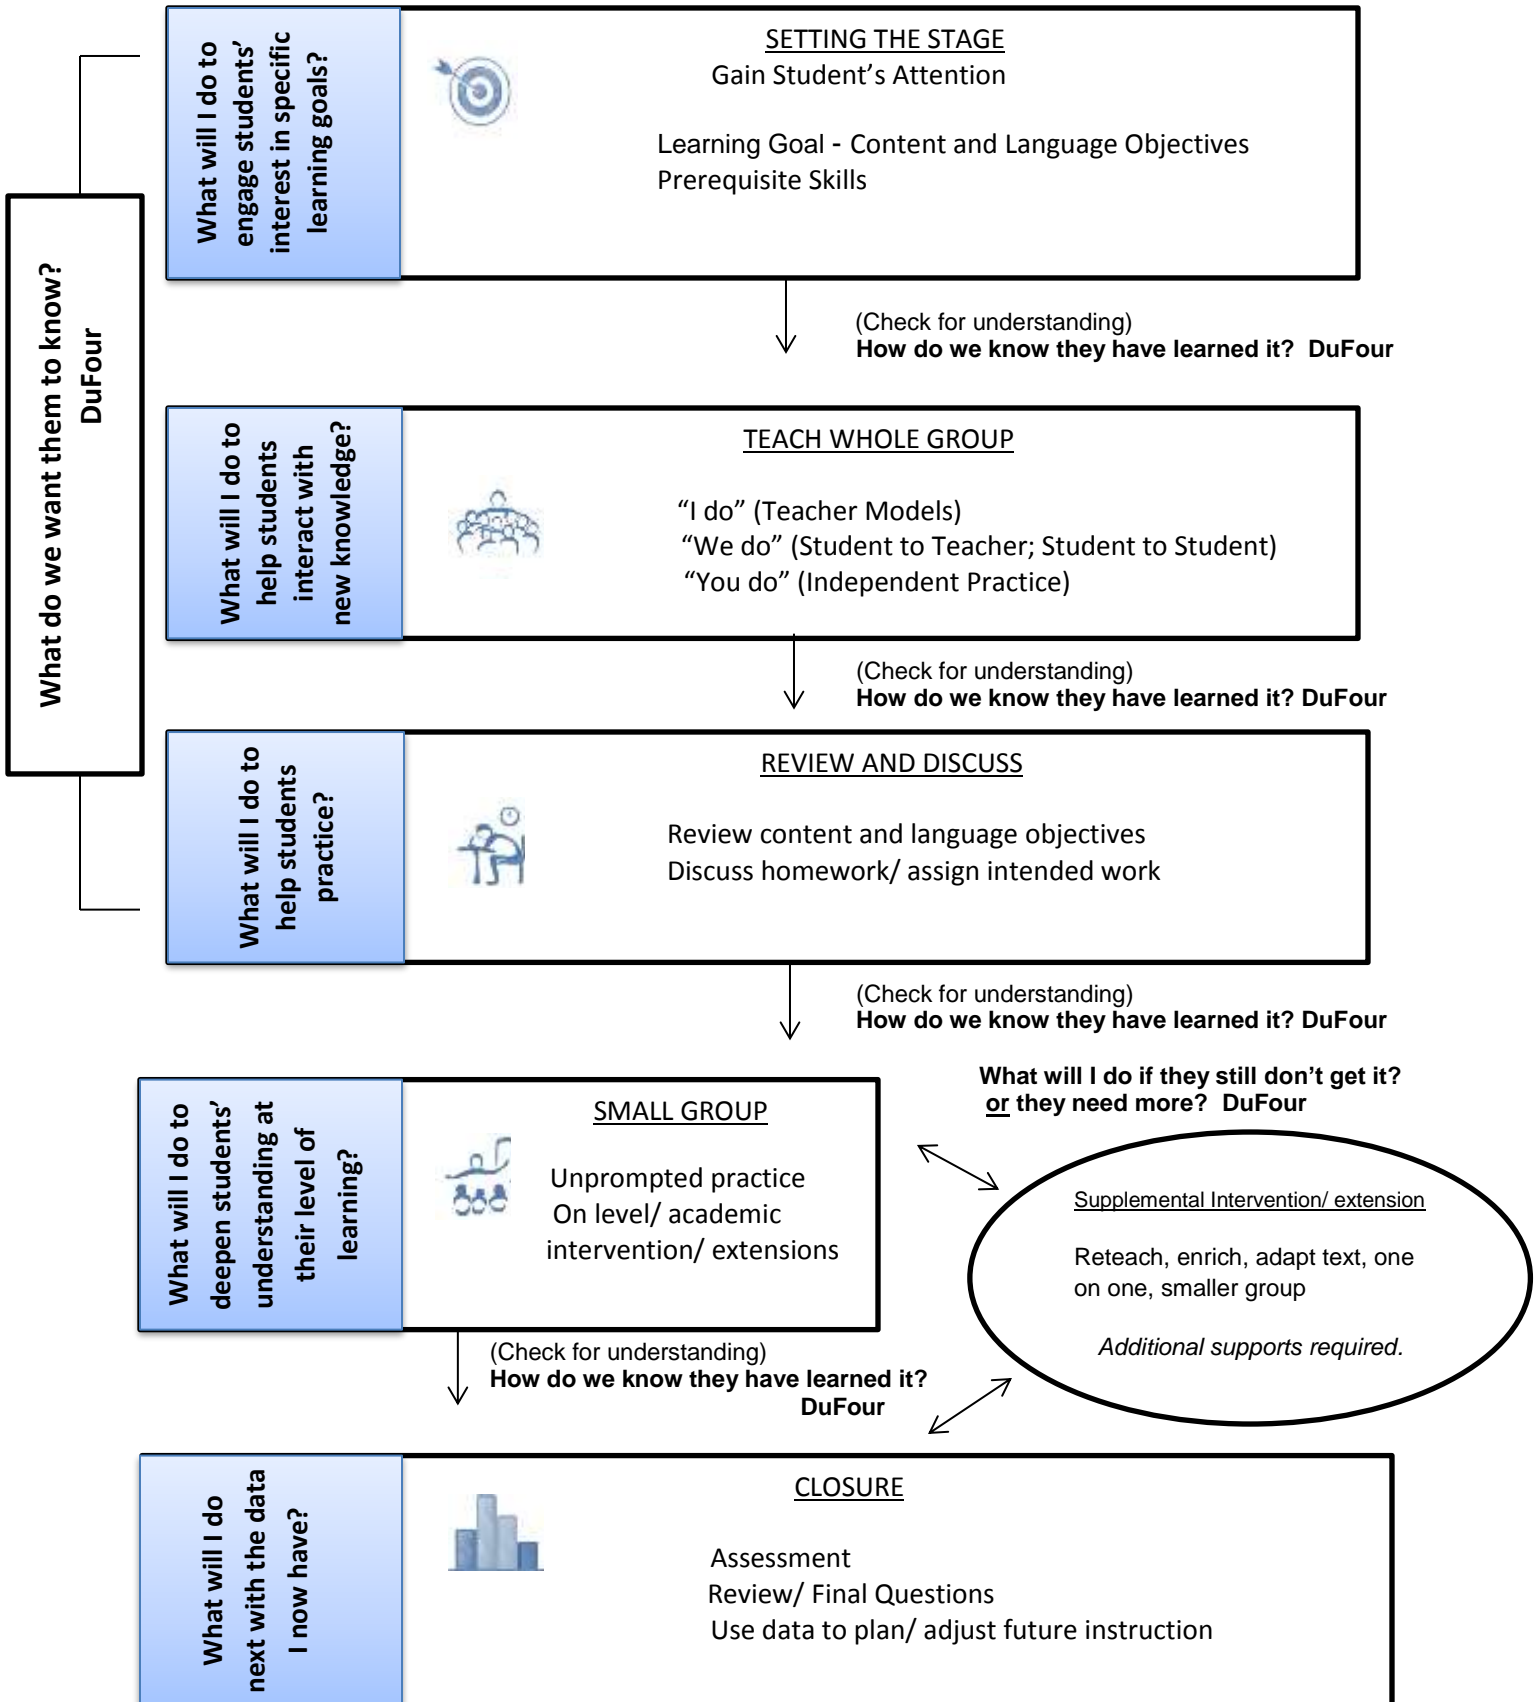 What do we want them to know?
DuFour
What will I do to
engage students’
interest in specific
learning goals?
SETTING THE STAGE
Gain Student’s Attention
Learning Goal - Content and Language Objectives
Prerequisite Skills
(Check for understanding)
How do we know they have learned it?  DuFour
What will I do to
help students
interact with
new knowledge?
TEACH WHOLE GROUP
“I do” (Teacher Models)
“We do” (Student to Teacher; Student to Student)
“You do” (Independent Practice)
(Check for understanding)
How do we know they have learned it? DuFour
What will I do to
help students
practice?
REVIEW AND DISCUSS
Review content and language objectives
Discuss homework/ assign intended work
(Check for understanding)
How do we know they have learned it? DuFour
What will I do to
deepen students’
understanding at
their level of
learning?
SMALL GROUP
Unprompted practice
On level/ academic
intervention/ extensions
What will I do if they still don’t get it?
or they need more?  DuFour
Supplemental Intervention/ extension
Reteach, enrich, adapt text, one
on one, smaller group
Additional supports required.
(Check for understanding)
How do we know they have learned it?
DuFour
What will I do
next with the data
I now have?
CLOSURE
Assessment
Review/ Final Questions
Use data to plan/ adjust future instruction